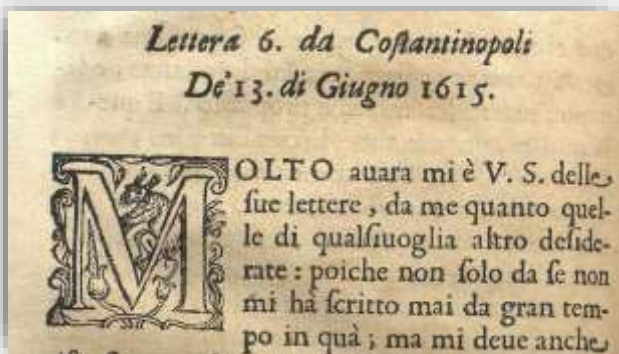 Lettera 6. da Coſtantinopoli
De' 13. di Giugno 1615.
MOLTO auara mi è V. S. delle
ſue lettere, da me quanto quel-
le di qualſiuoglia altro deſide-
rate: poiche non ſolo da ſe non
mi há ſcritto mai da gran tem-
po in quà; ma mi deue anche